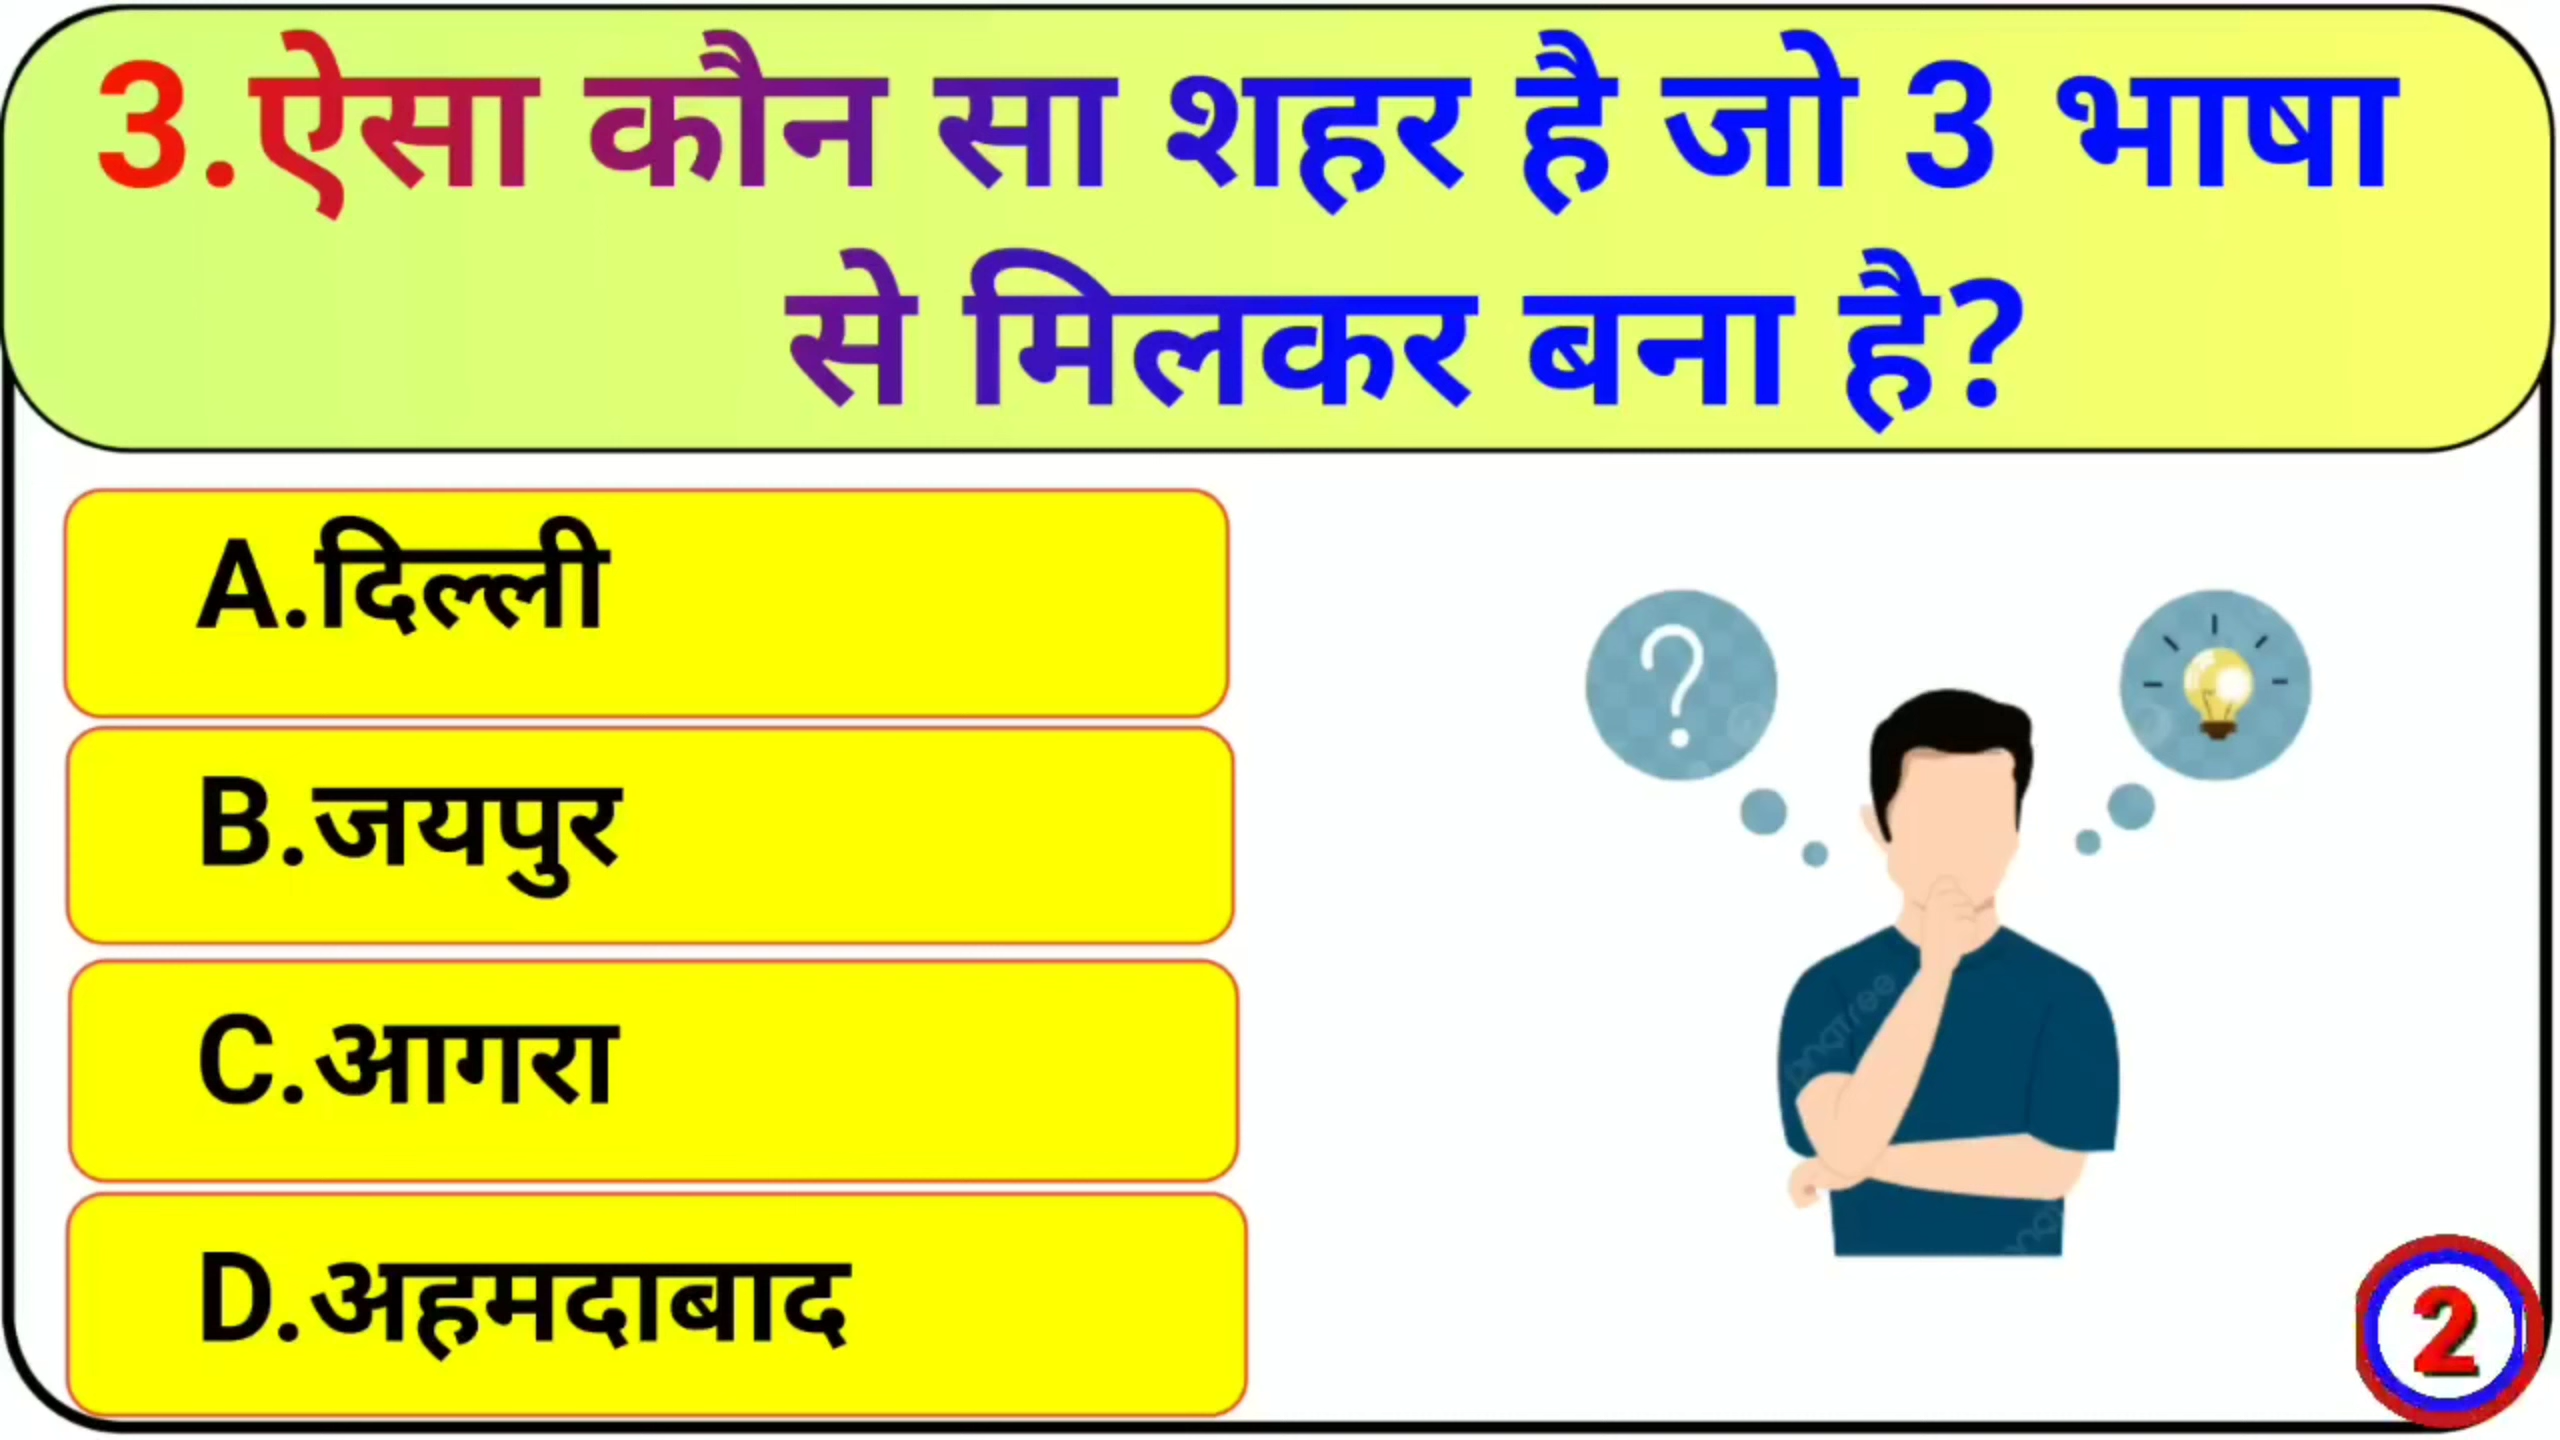 3.ऐसा कौन सा शहर है जो 3 भाषा
से मिलकर बना है?
A.दिल्ली
B.जयपुर
C.आगरा
D.अहमदाबाद
2